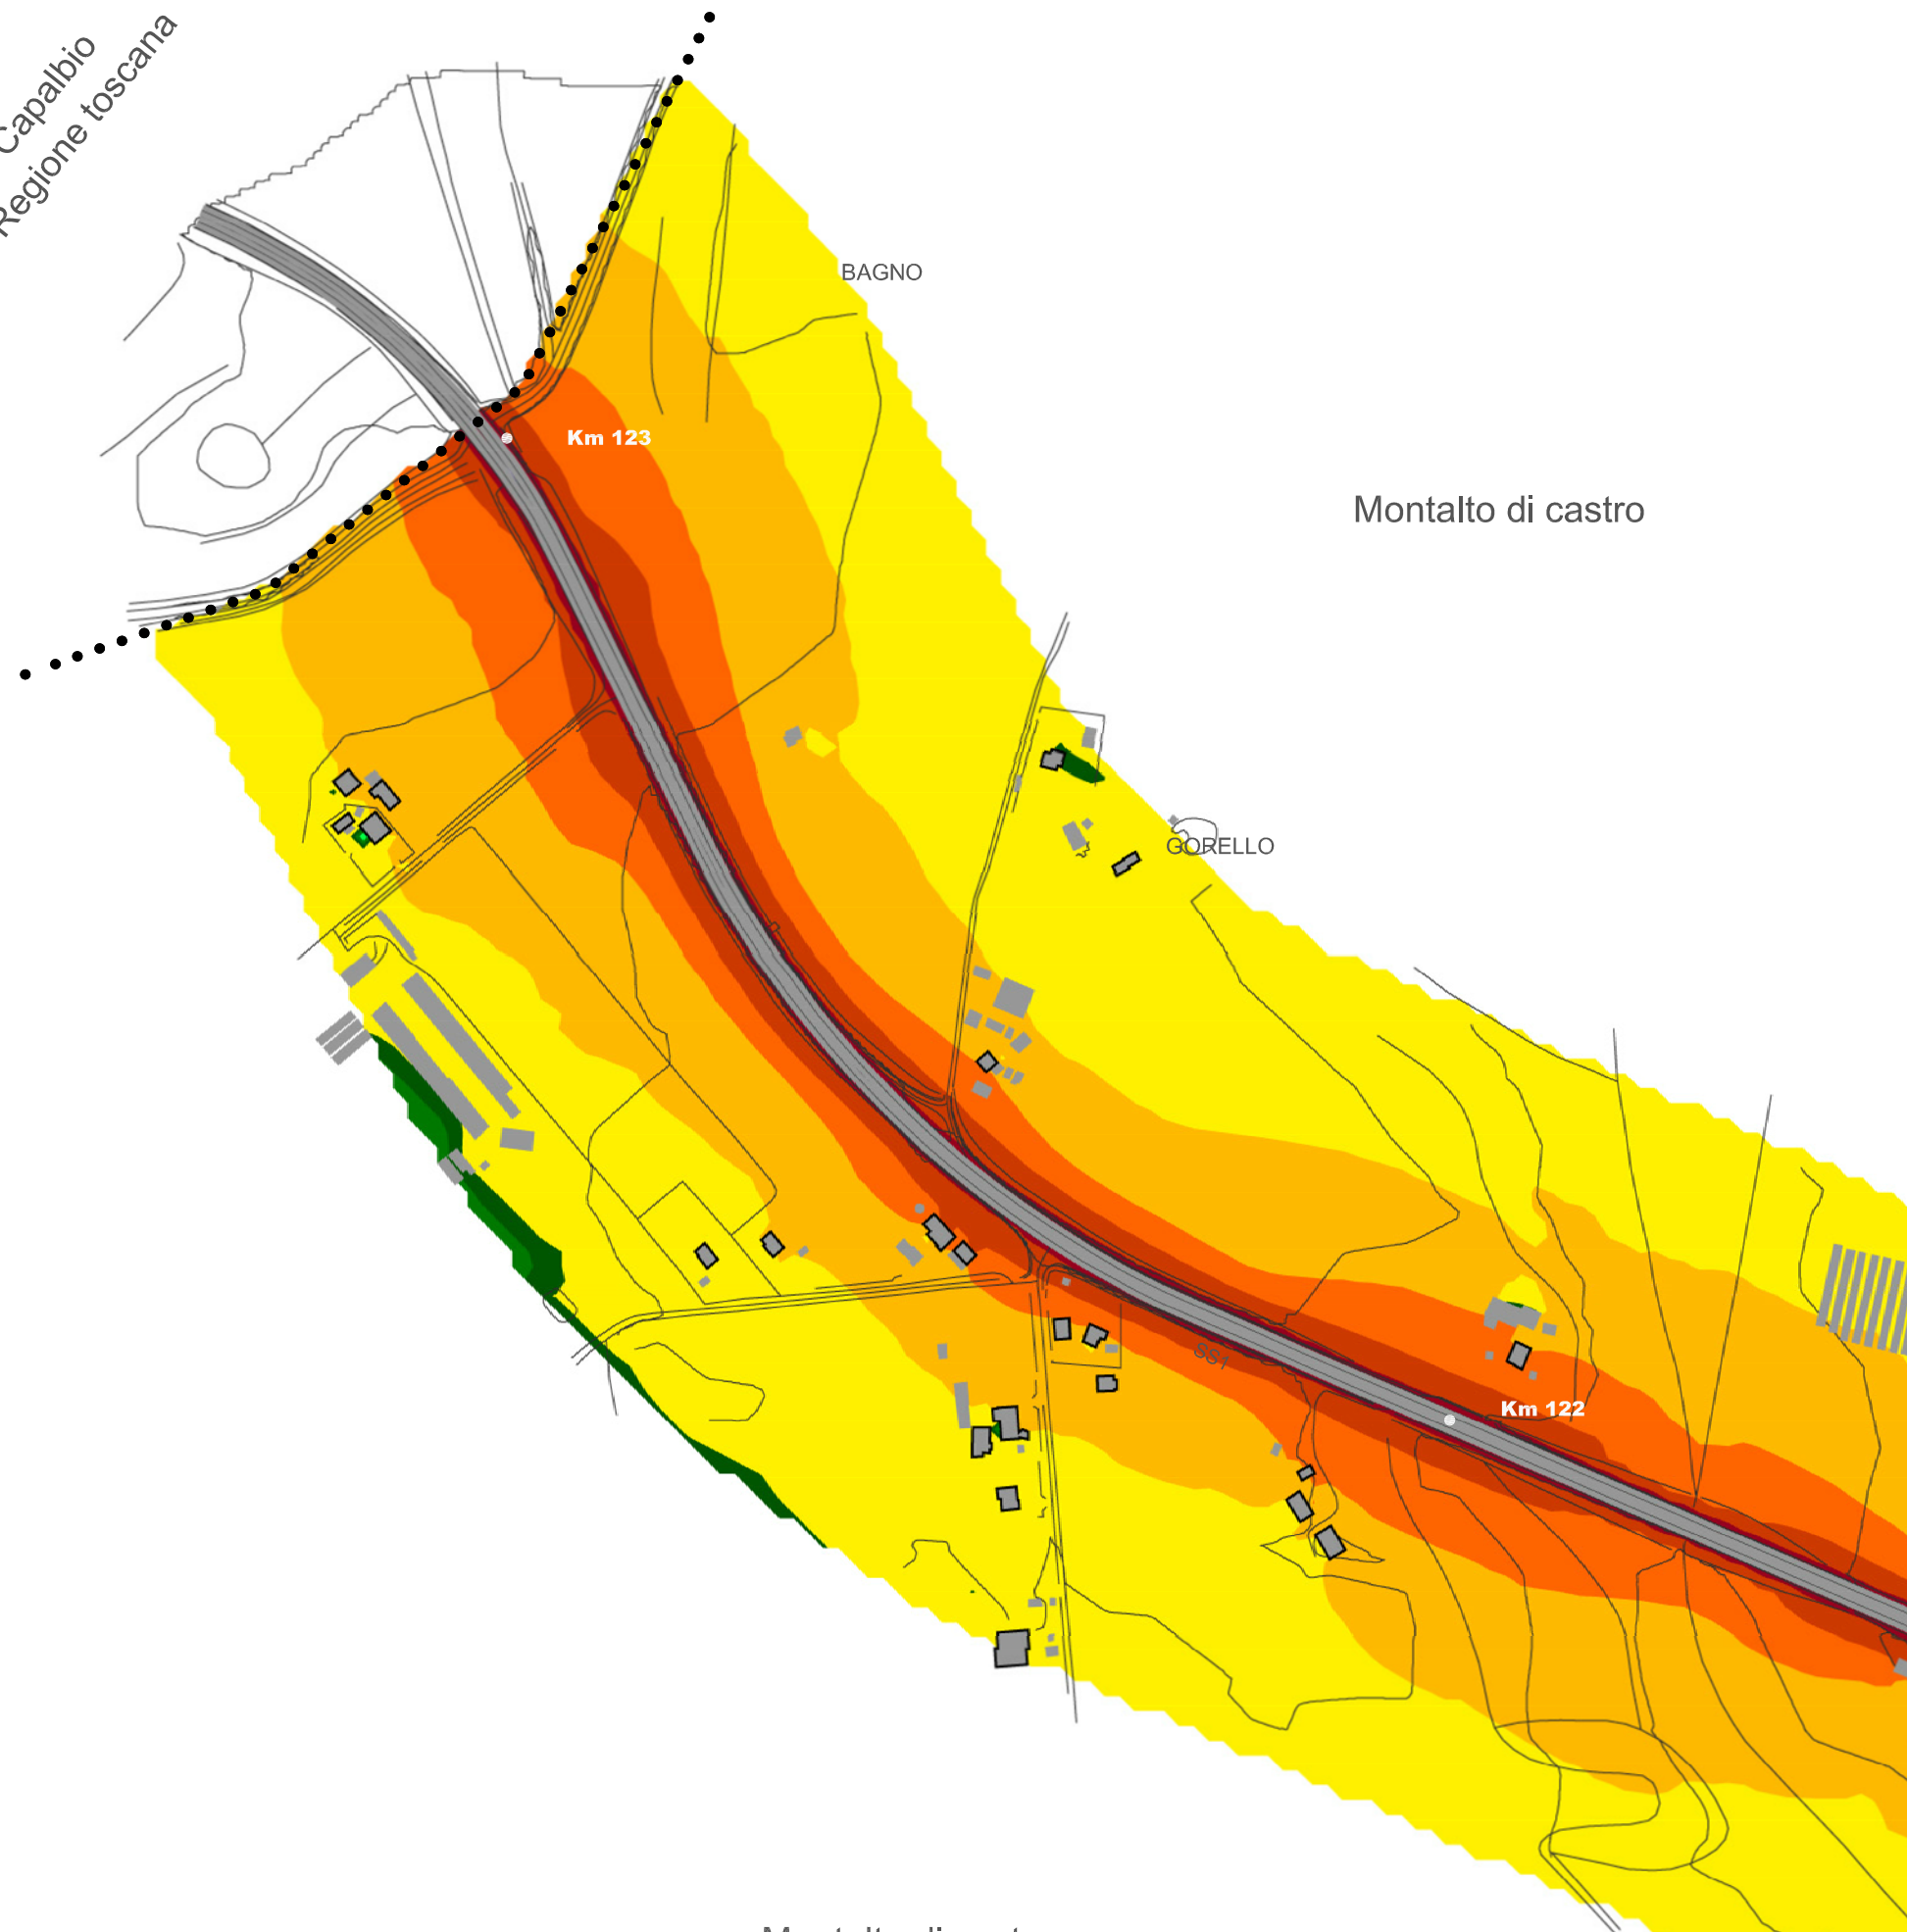 Capalbio
Regione toscana
BAGNO
Km 123
Montalto di castro
GORELLO
SS1
Km 122